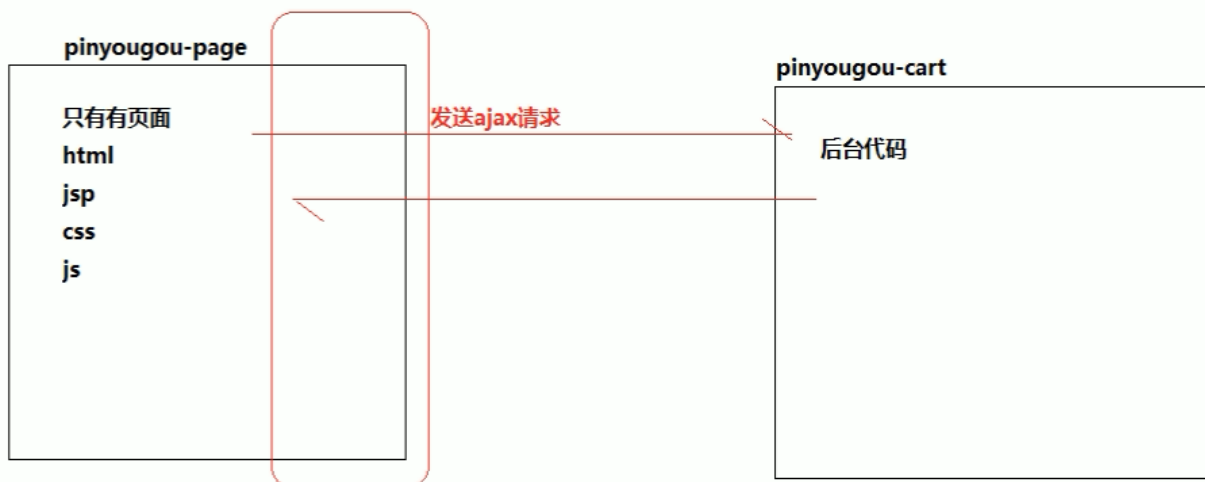 pinyougou-page
只有有页面
html
jsp
css
js
发送ajax请求
pinyougou-cart
后台代码